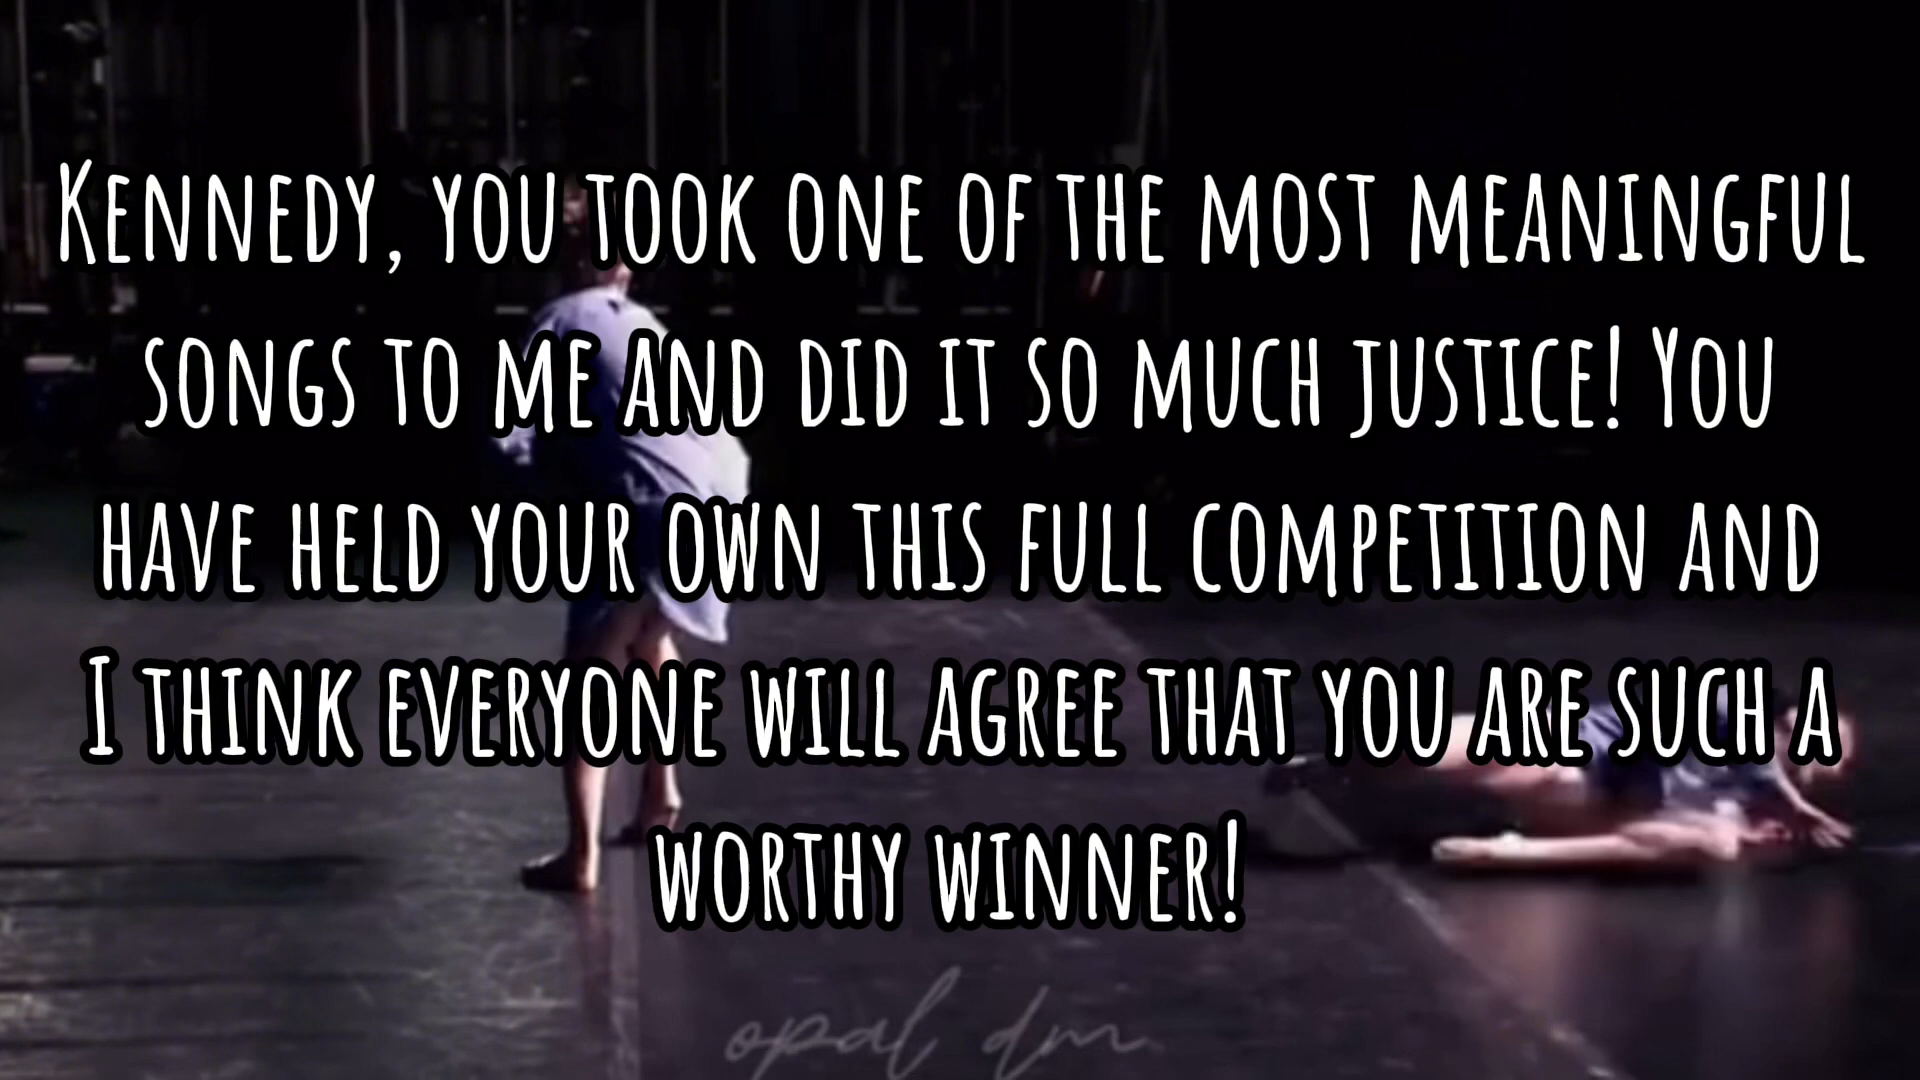 Kennedy, you took one of the most meaningful
songs to me and did it so much justice! You
have held your own this full competition and
I think everyone will agree that you are such a
worthy winner!
opal dm